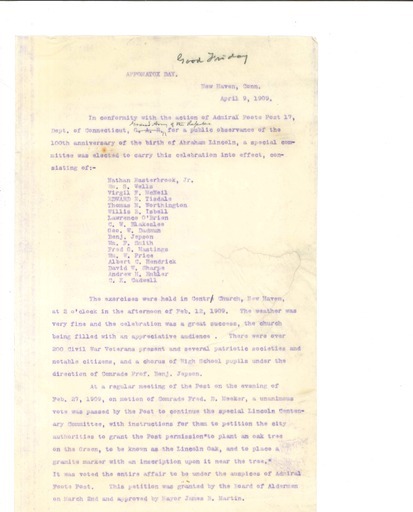 Good Friday
APPOMATOX DAY.
New Haven, Conn.
April 9, 1909.
In conformity with the action of Admiral Foote Post 17,
Grand Army of the Republic
Dept. of Connecticut, G. A. R., for a public observance of the
100th anniversary of the birth of Abraham Lincoln, a special com-
mittee was elected to carry this celebration into effect, con-
sisting of:-
Nathan Easterbrook, Jr.
Wm. S. Wells
Virgil F. McNeil
EDWARD E. Tisdale
Thomas N. Worthington
Willis E. Isbell
Lawrence O'Brien
C. W. Blakeslee
Geo. W. Dudman
Benj. Jepson
Wm. F. Smith
Fred G. Hastings
Wm. W. Price
Albert C. Hendrick
David W. Sharpe
Andrew N. Kehler
C. E. Cadwell
The exercises were held in Centre Church, New Haven,
at 2 o'clock in the afternoon of Feb. 12, 1909. The weather was
very fine and the celebration was a great success, the church
being filled with an appreciative audience . There were over
200 Civil War Veterans present and several patriotic societies and
notable citizens, and a chorus of High School pupils under the
direction of Comrade Prof. Benj. Jepson.
At a regular meeting of the Post on the evening of
Feb. 27, 1909, on motion of Comrade Fred. D. a unanimous
vote was passed by the Post to continue the special Lincoln Centen-
ary Committee, with instructions for them to petition the city
authorities to grant the Post permission "to plant an oak tree
on the Green, to be known as the Lincoln Oak, and to place a
granite marker with an inscription upon it near the tree."
It was voted the entire affair to be under the auspices of Admiral
Foote Post. This petition was granted by the Board of Aldermen
on March 2nd and approved by Mayor James B. Martin.